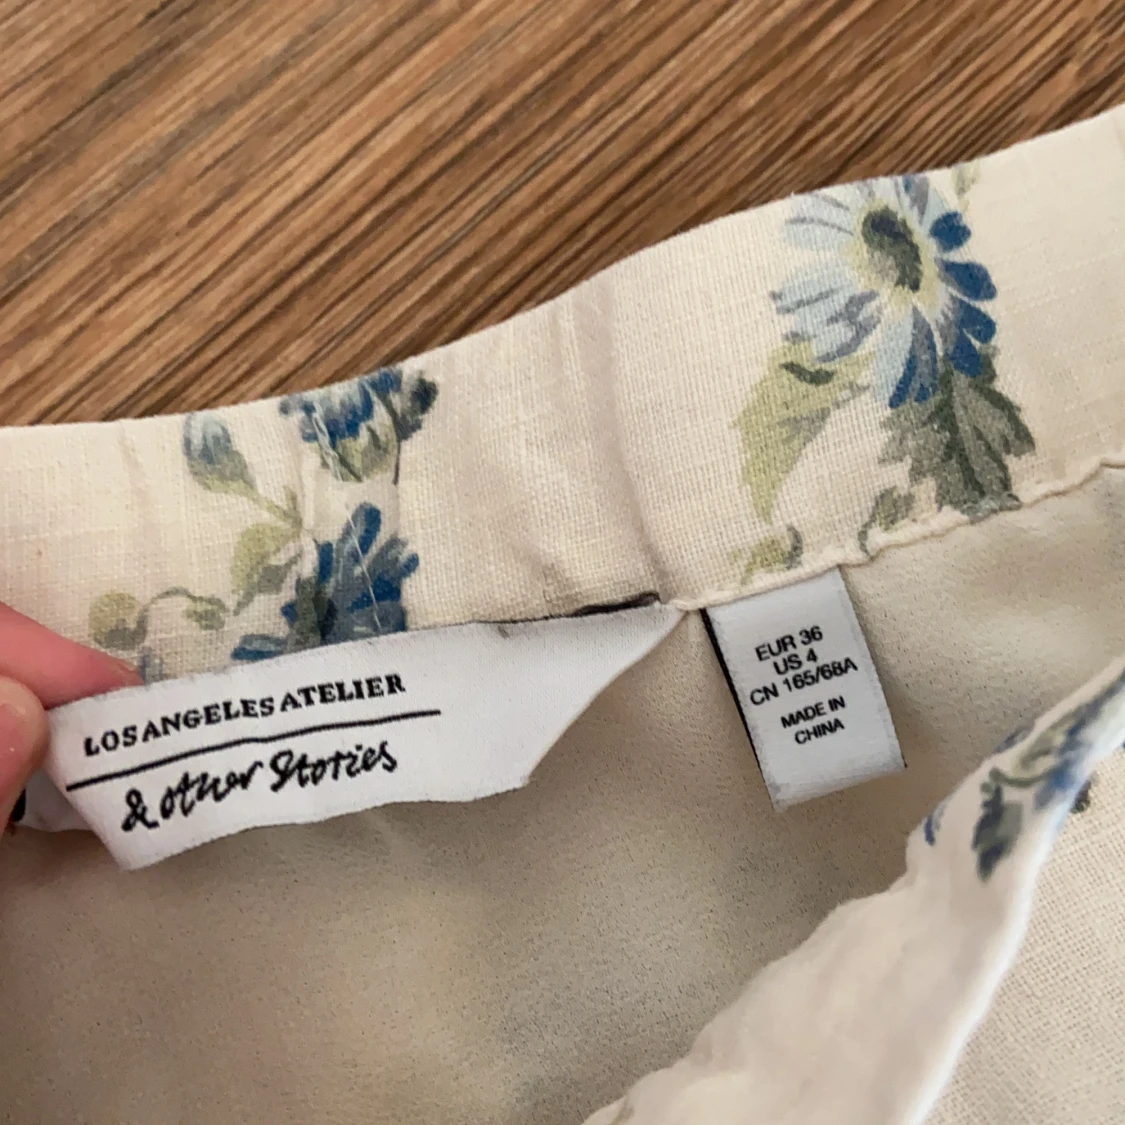 LOS ANGELES ATELIER
& other Stories
EUR 36
US 4
CN 165/68A
MADE IN
CHINA